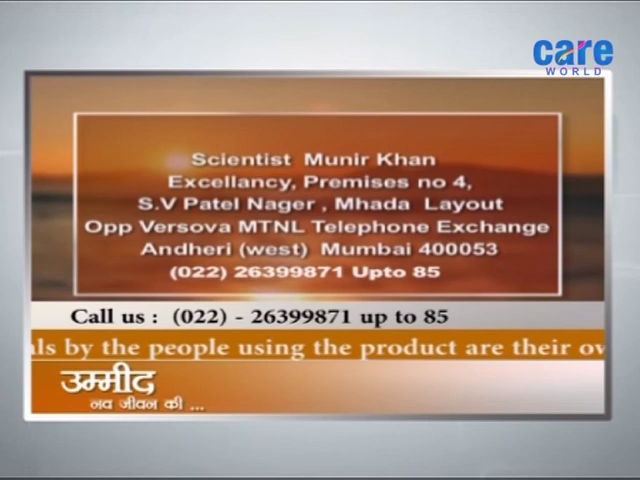 care
WORLD
Scientist Munir Khan
Excellancy, Premises no 4,
S.V Patel Nager , Mhada Layout
Opp Versova MTNL Telephone Exchange
Andheri (west) Mumbai 400053
(022) 26399871 Upto 85
Call us : (022) - 26399871 up to 85
by the people using the product are their
उम्मीद
नव जीवन की ...